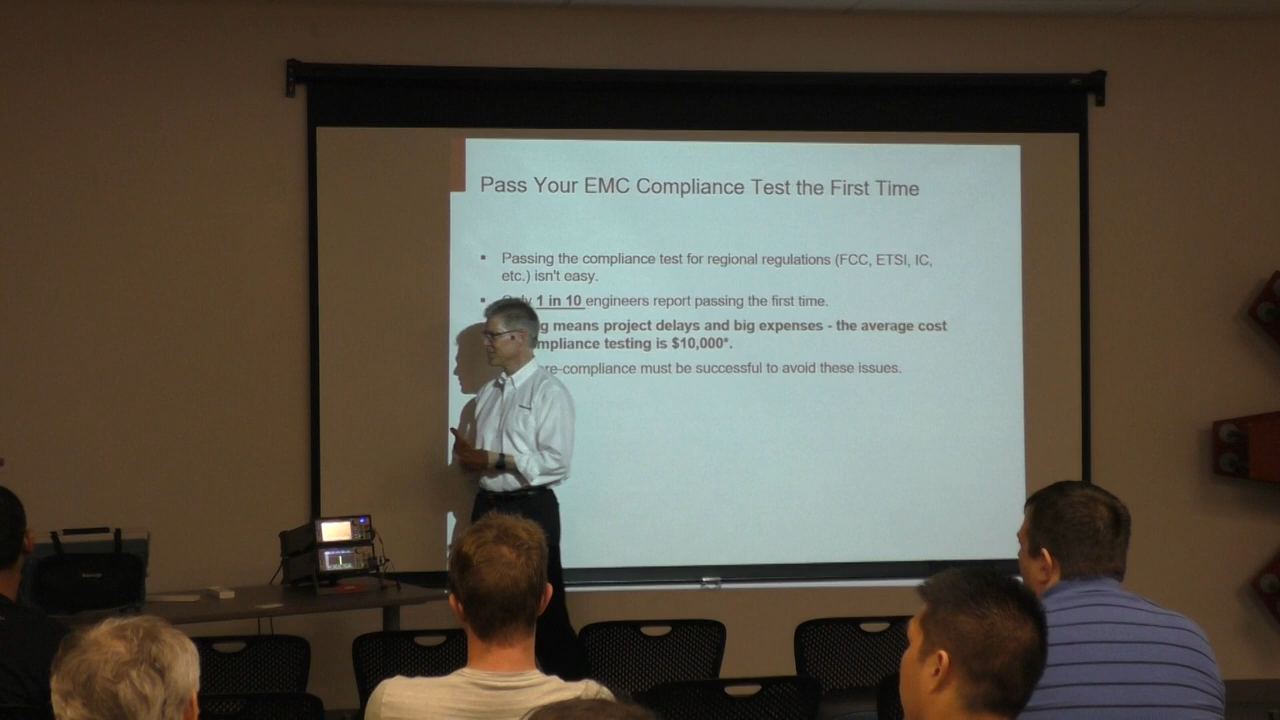 Pass Your EMC Compliance Test the First Time
▪ Passing the compliance test for regional regulations (FCC, ETSI, IC,
etc.) isn't easy.
▪ Only 1 in 10 engineers report passing the first time.
g means project delays and big expenses - the average cost
mpliance testing is $10,000*.
re-compliance must be successful to avoid these issues.